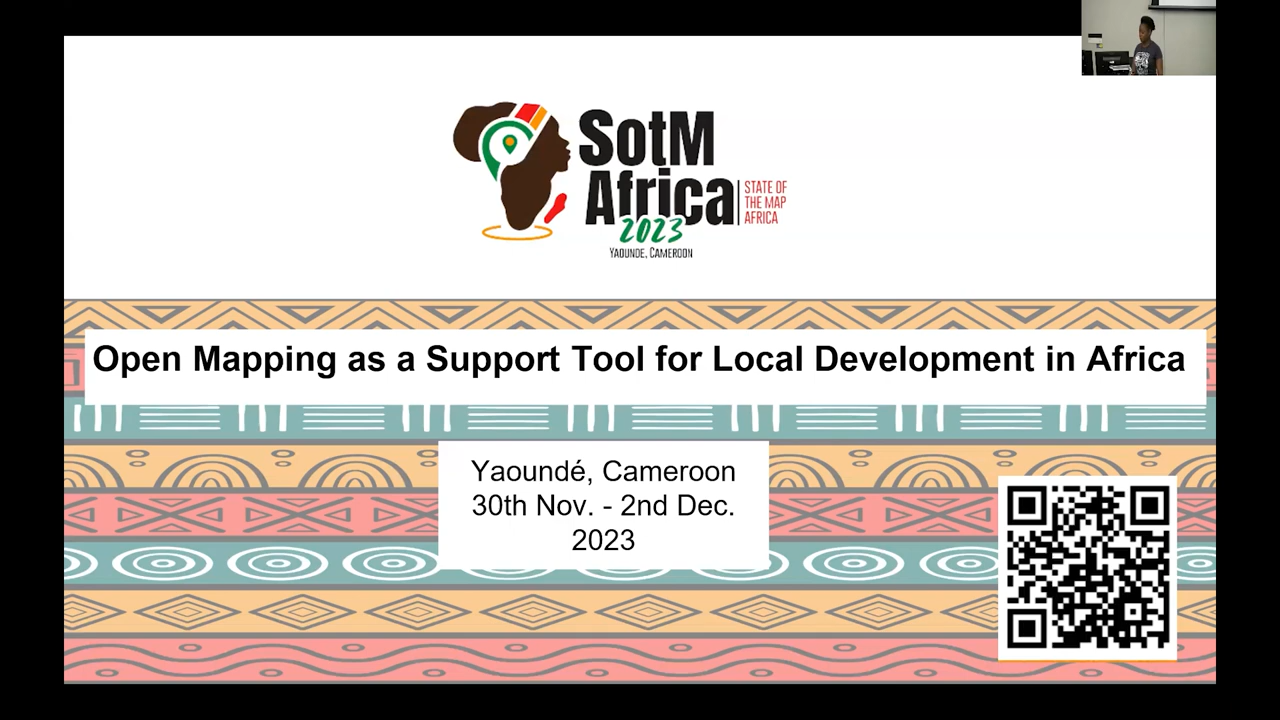 SotM
Africa
STATE OF
THE MAP
AFRICA
2023
YAOUNDE, CAMEROON
Open Mapping as a Support Tool for Local Development in Africa
Yaoundé, Cameroon
30th Nov. - 2nd Dec.
2023